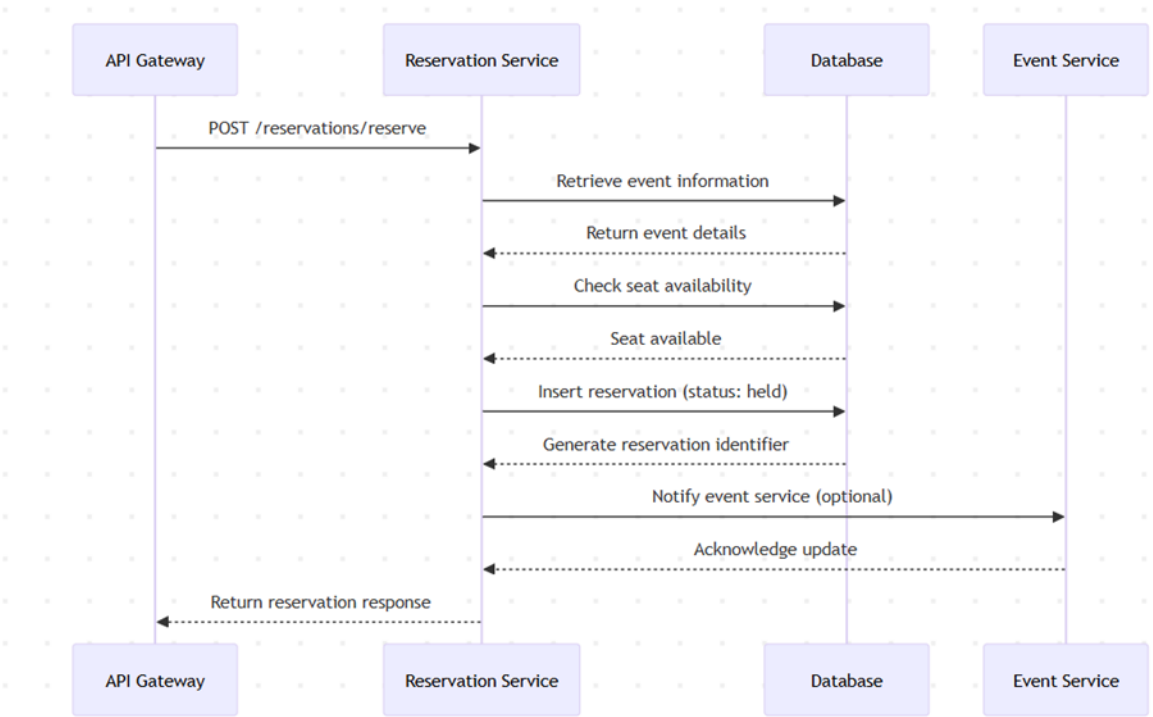 API Gateway
Reservation Service
Database
Event Service
POST /reservations/reserve
Retrieve event information
Return event details
Check seat availability
Seat available
Insert reservation (status: held)
Generate reservation identifier
Notify event service (optional)
Acknowledge update
Return reservation response
API Gateway
Reservation Service
Database
Event Service